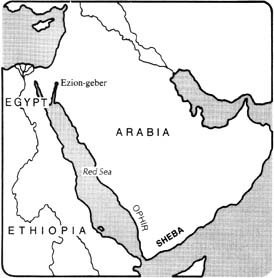 Ezion-geber
EGYPT
ARABIA
Red Sea
OPHIR
SHEBA
ETHIOPIA